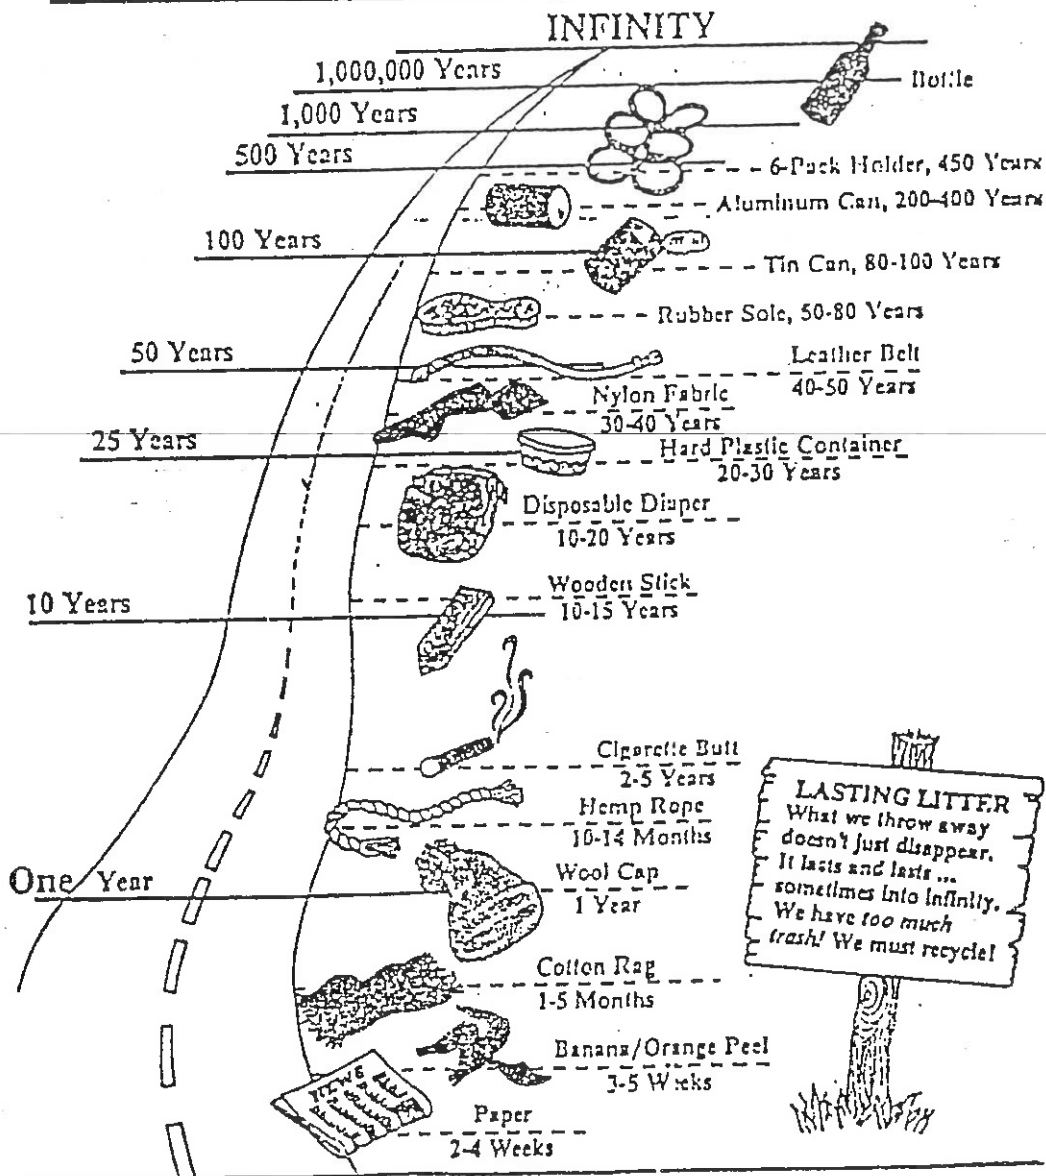 INFINITY
1,000,000 Years
Bottle
1,000 Years
500 Years
6-Pack Holder, 450 Years
Aluminum Can, 200-400 Years
100 Years
Tin Can, 80-100 Years
Rubber Sole, 50-80 Years
50 Years
Leather Belt
40-50 Years
Nylon Fabric
30-40 Years
25 Years
Hard Plastic Container
20-30 Years
Disposable Diaper
10-20 Years
Wooden Stick
10-15 Years
10 Years
Cigarette Butt
2-5 Years
Hemp Rope
10-14 Months
Wool Cap
1 Year
One Year
Cotton Rag
1-5 Months
Banana/Orange Peel
3-5 Weeks
NEWS
Paper
2-4 Weeks
LASTING LITTER
What we throw away
doesn't just disappear.
It lasts and lasts ...
sometimes into infinity.
We have too much
trash! We must recycle!